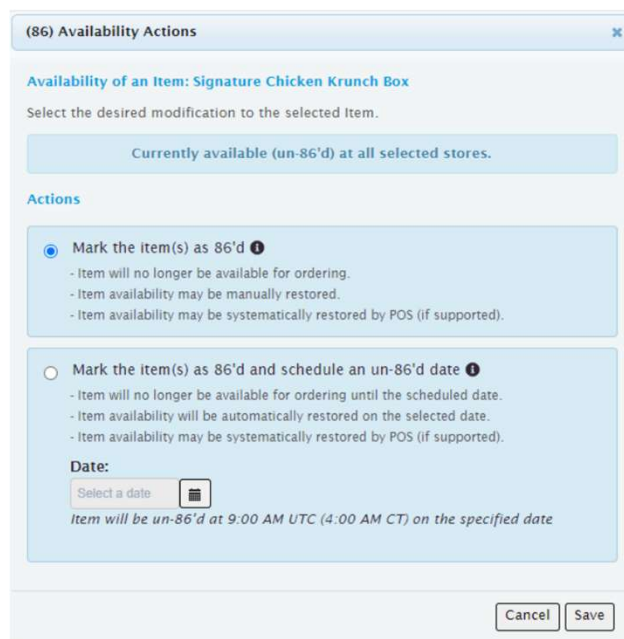 (86) Availability Actions
Availability of an Item: Signature Chicken Krunch Box
Select the desired modification to the selected Item.
Currently available (un-86'd) at all selected stores.
Actions
Mark the item(s) as 86'd
- Item will no longer be available for ordering.
- Item availability may be manually restored.
- Item availability may be systematically restored by POS (if supported).
Mark the item(s) as 86'd and schedule an un-86'd date
- Item will no longer be available for ordering until the scheduled date.
- Item availability will be automatically restored on the selected date.
- Item availability may be systematically restored by POS (if supported).
Date:
Select a date
Item will be un-86'd at 9:00 AM UTC (4:00 AM CT) on the specified date
Cancel Save